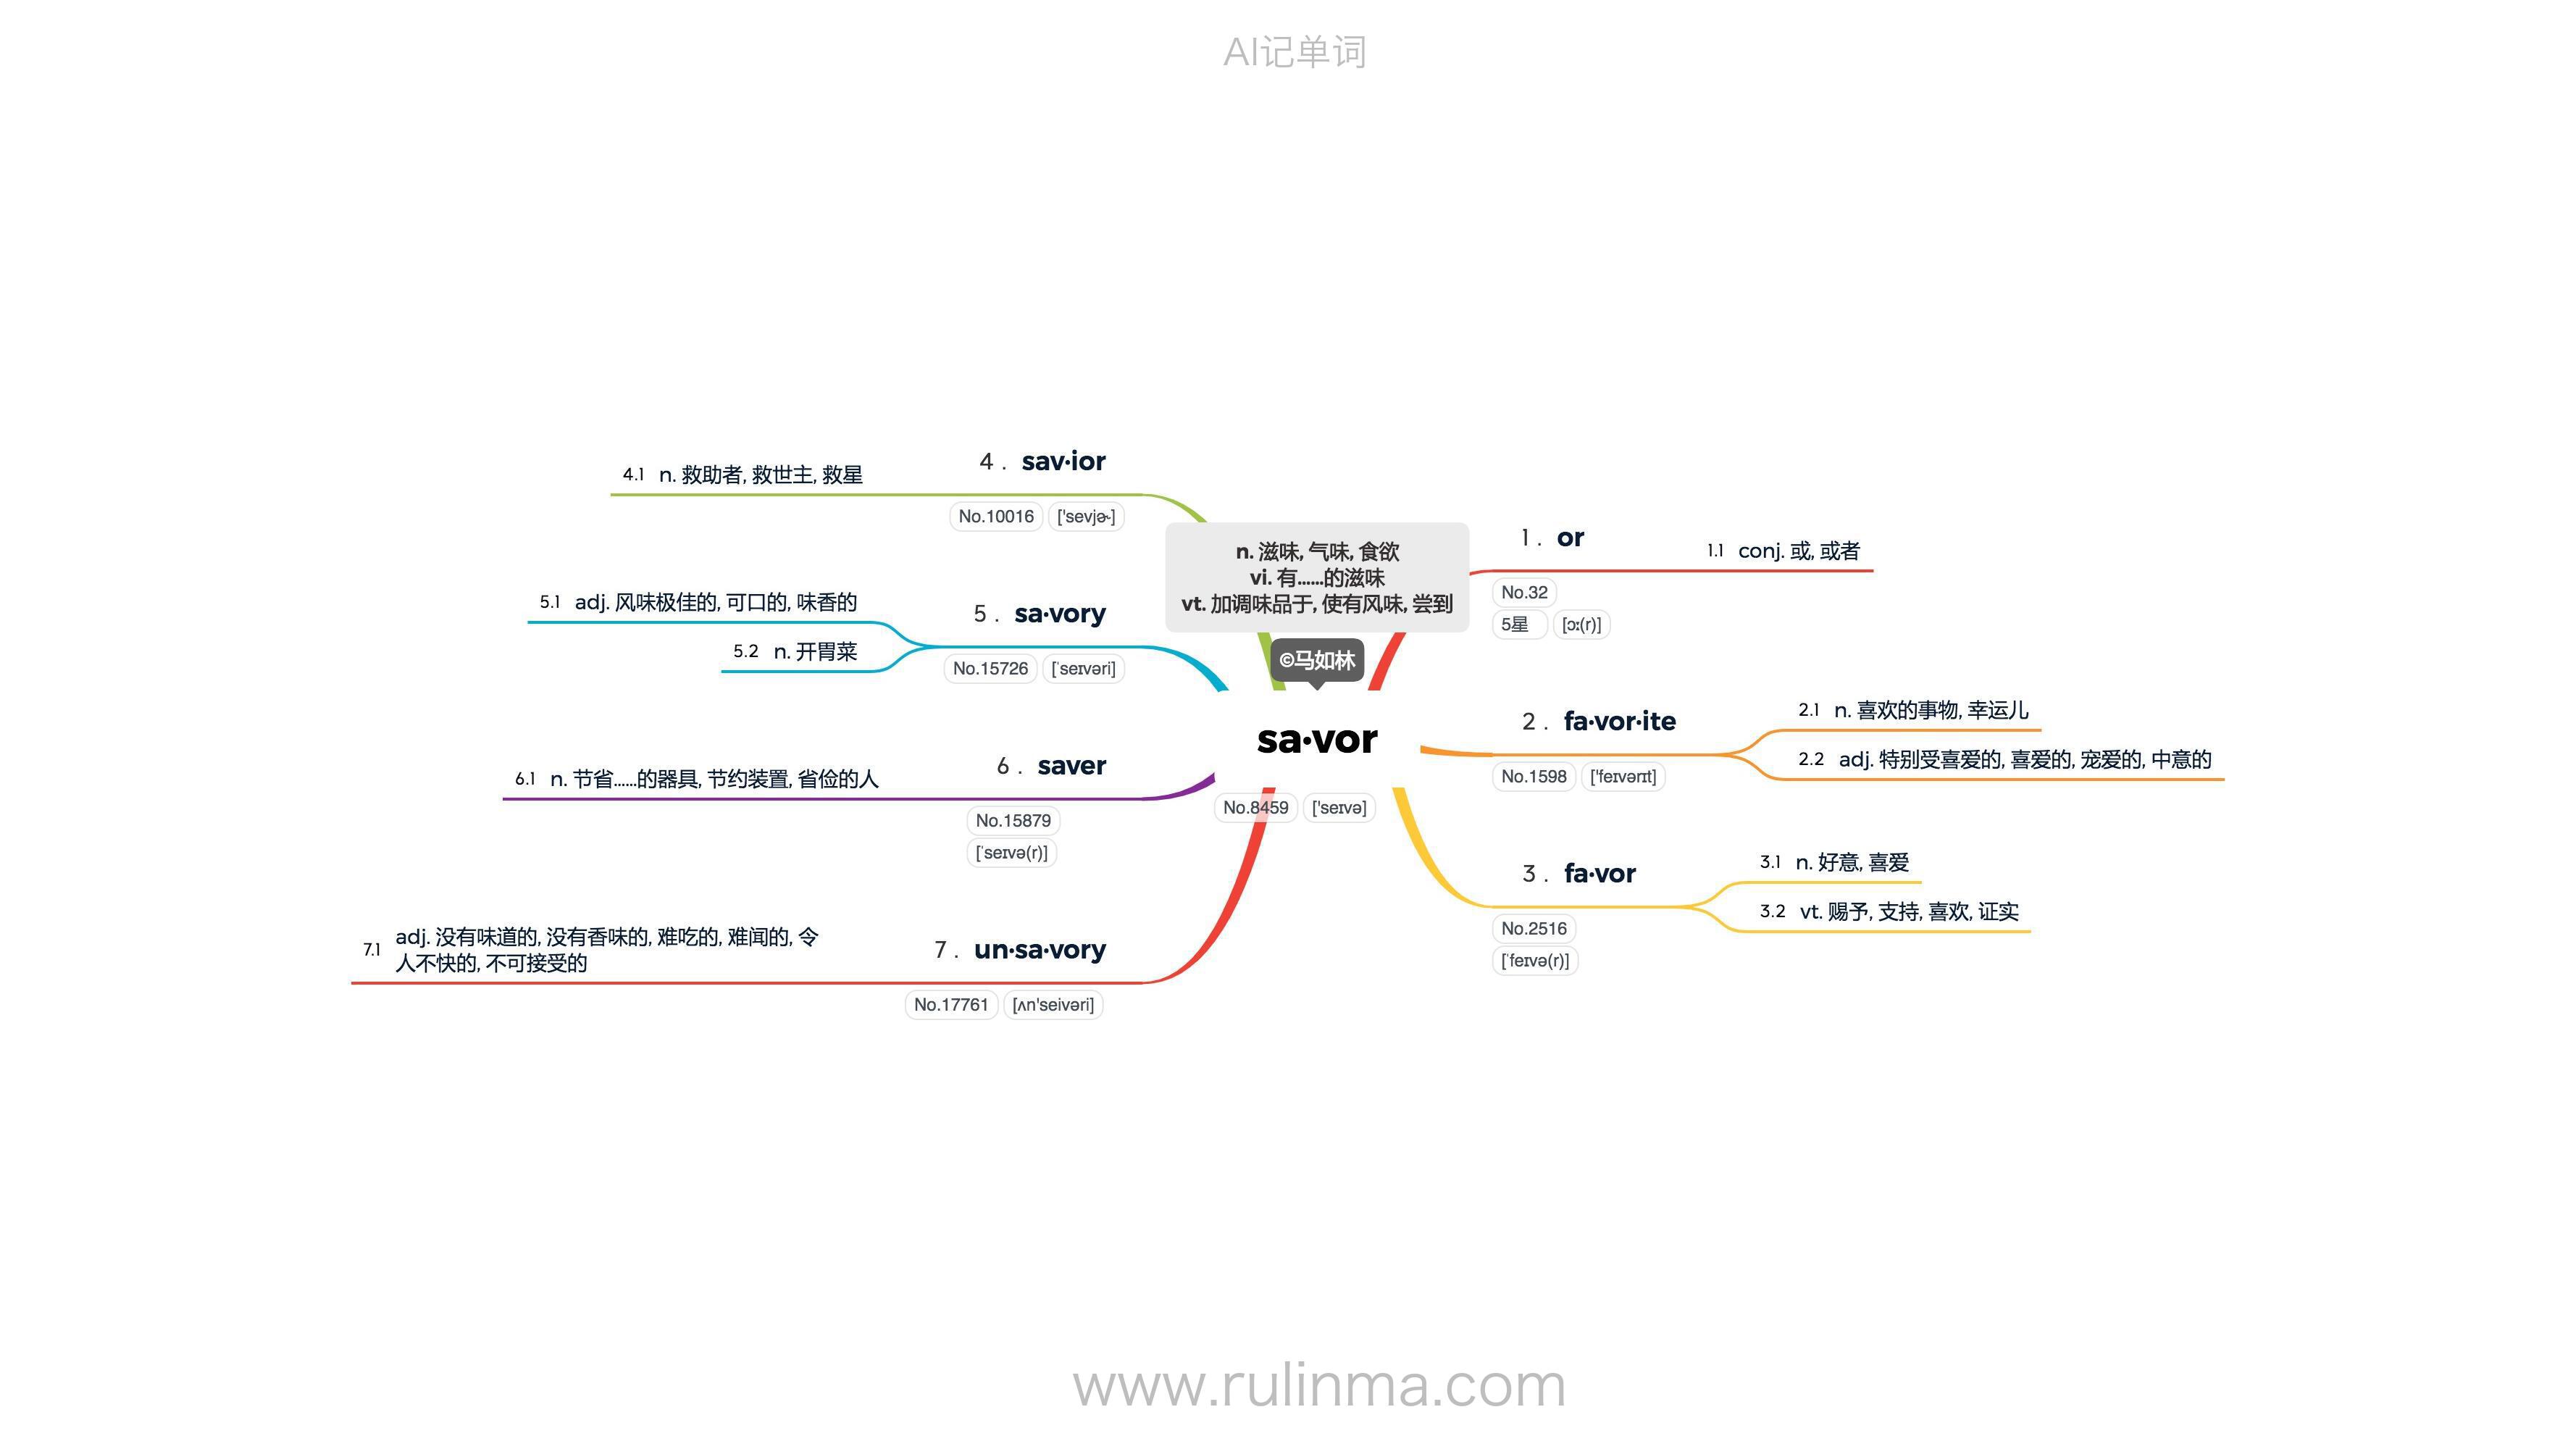 AI记单词
n. 滋味, 气味, 食欲
vi. 有……的滋味
vt. 加调味品于, 使有风味, 尝到
©马如林
sa·vor
No.8459 ['seɪvə]
1 . or
No.32
5星 [ɔː(r)]
1.1 conj. 或, 或者
2 . fa·vor·ite
No.1598 ['feɪvərɪt]
2.1 n. 喜欢的事物, 幸运儿
2.2 adj. 特别受喜爱的, 喜爱的, 宠爱的, 中意的
3 . fa·vor
No.2516
['feɪvə(r)]
3.1 n. 好意, 喜爱
3.2 vt. 赐予, 支持, 喜欢, 证实
4 . sav·ior
No.10016 ['sevjɚ]
4.1 n. 救助者, 救世主, 救星
5 . sa·vory
No.15726 [ˈseɪvəri]
5.1 adj. 风味极佳的, 可口的, 味香的
5.2 n. 开胃菜
6 . saver
No.15879
[ˈseɪvə(r)]
6.1 n. 节省……的器具, 节约装置, 省俭的人
7 . un·sa·vory
No.17761 [ʌn'seivəri]
7.1 adj. 没有味道的, 没有香味的, 难吃的, 难闻的, 令
人不快的, 不可接受的
www.rulinma.com